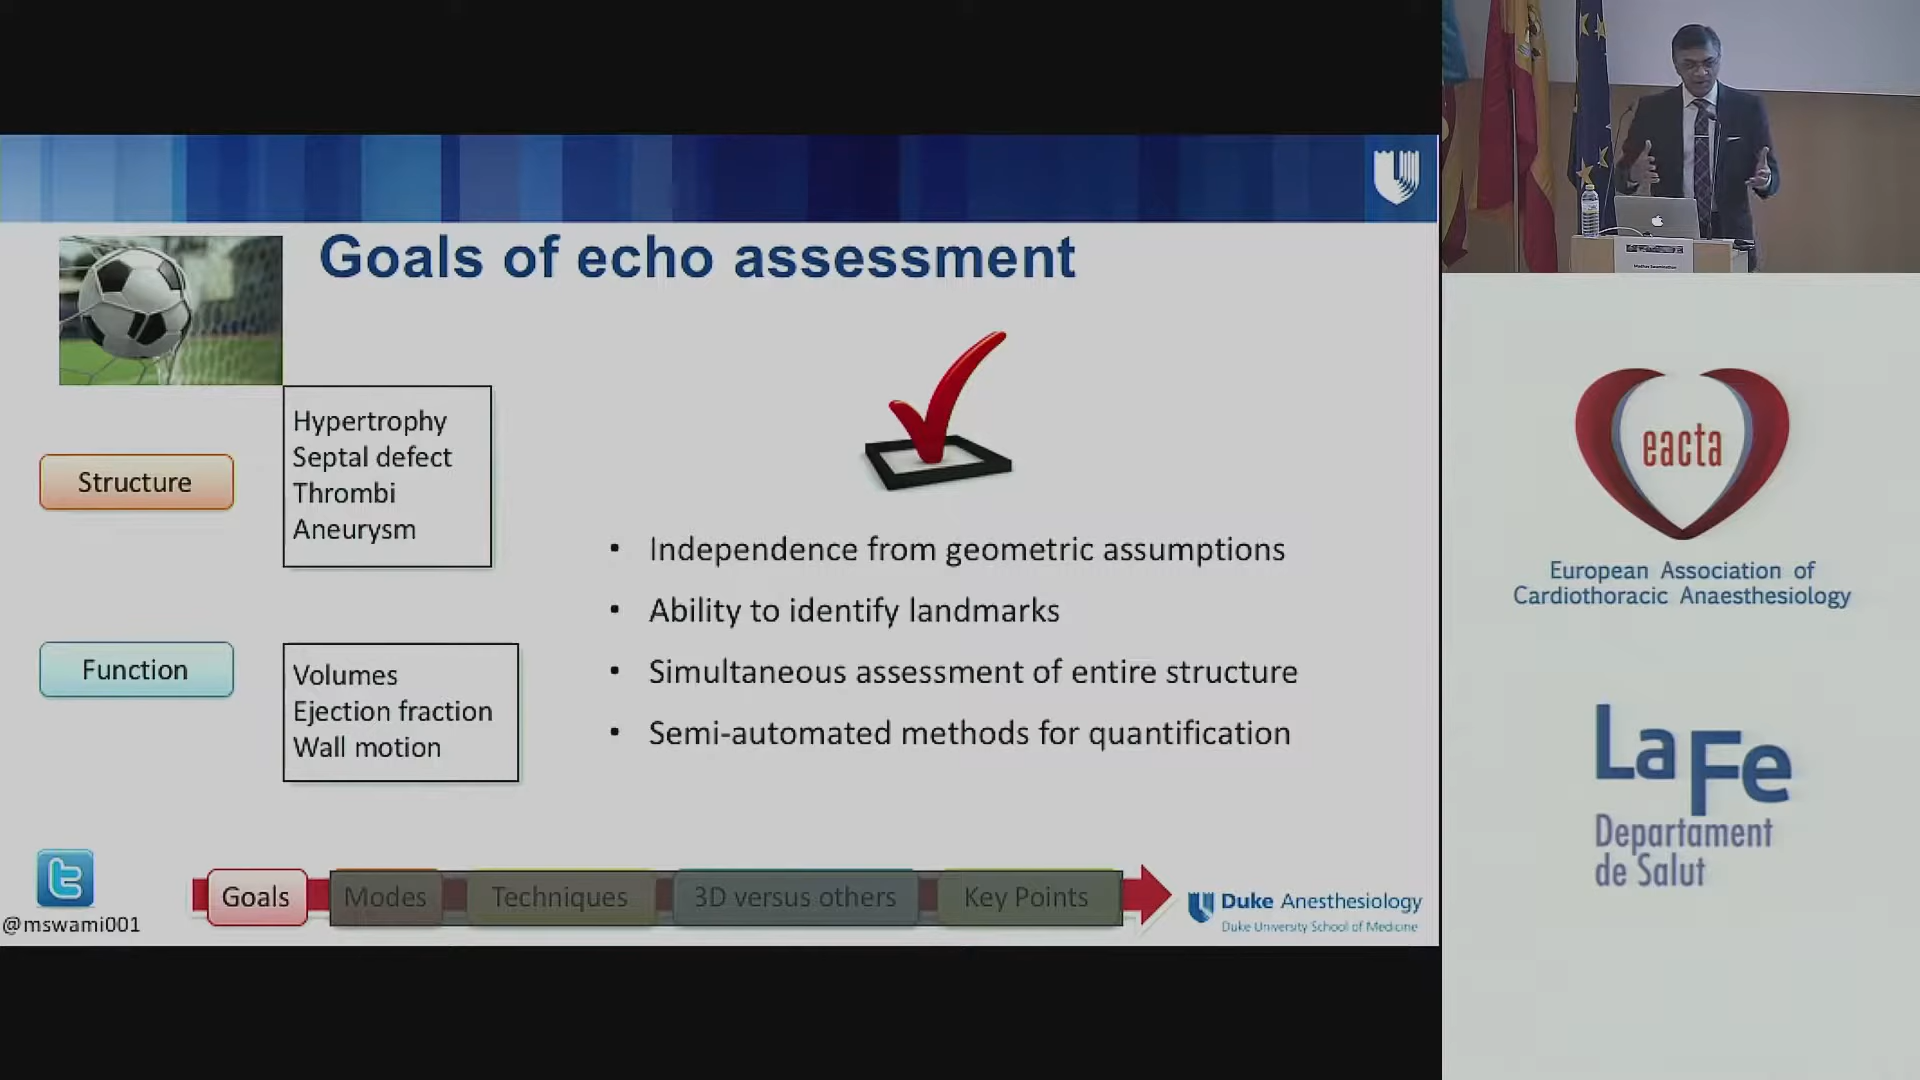 Goals of echo assessment
Structure
Hypertrophy
Septal defect
Thrombi
Aneurysm
Function
Volumes
Ejection fraction
Wall motion
• Independence from geometric assumptions
• Ability to identify landmarks
• Simultaneous assessment of entire structure
• Semi-automated methods for quantification
@mswami001
Goals
Modes
Techniques
3D versus others
Key Points
Duke Anesthesiology
Duke University School of Medicine
eacta
European Association of
Cardiothoracic Anaesthesiology
La Fe
Departament
de Salut